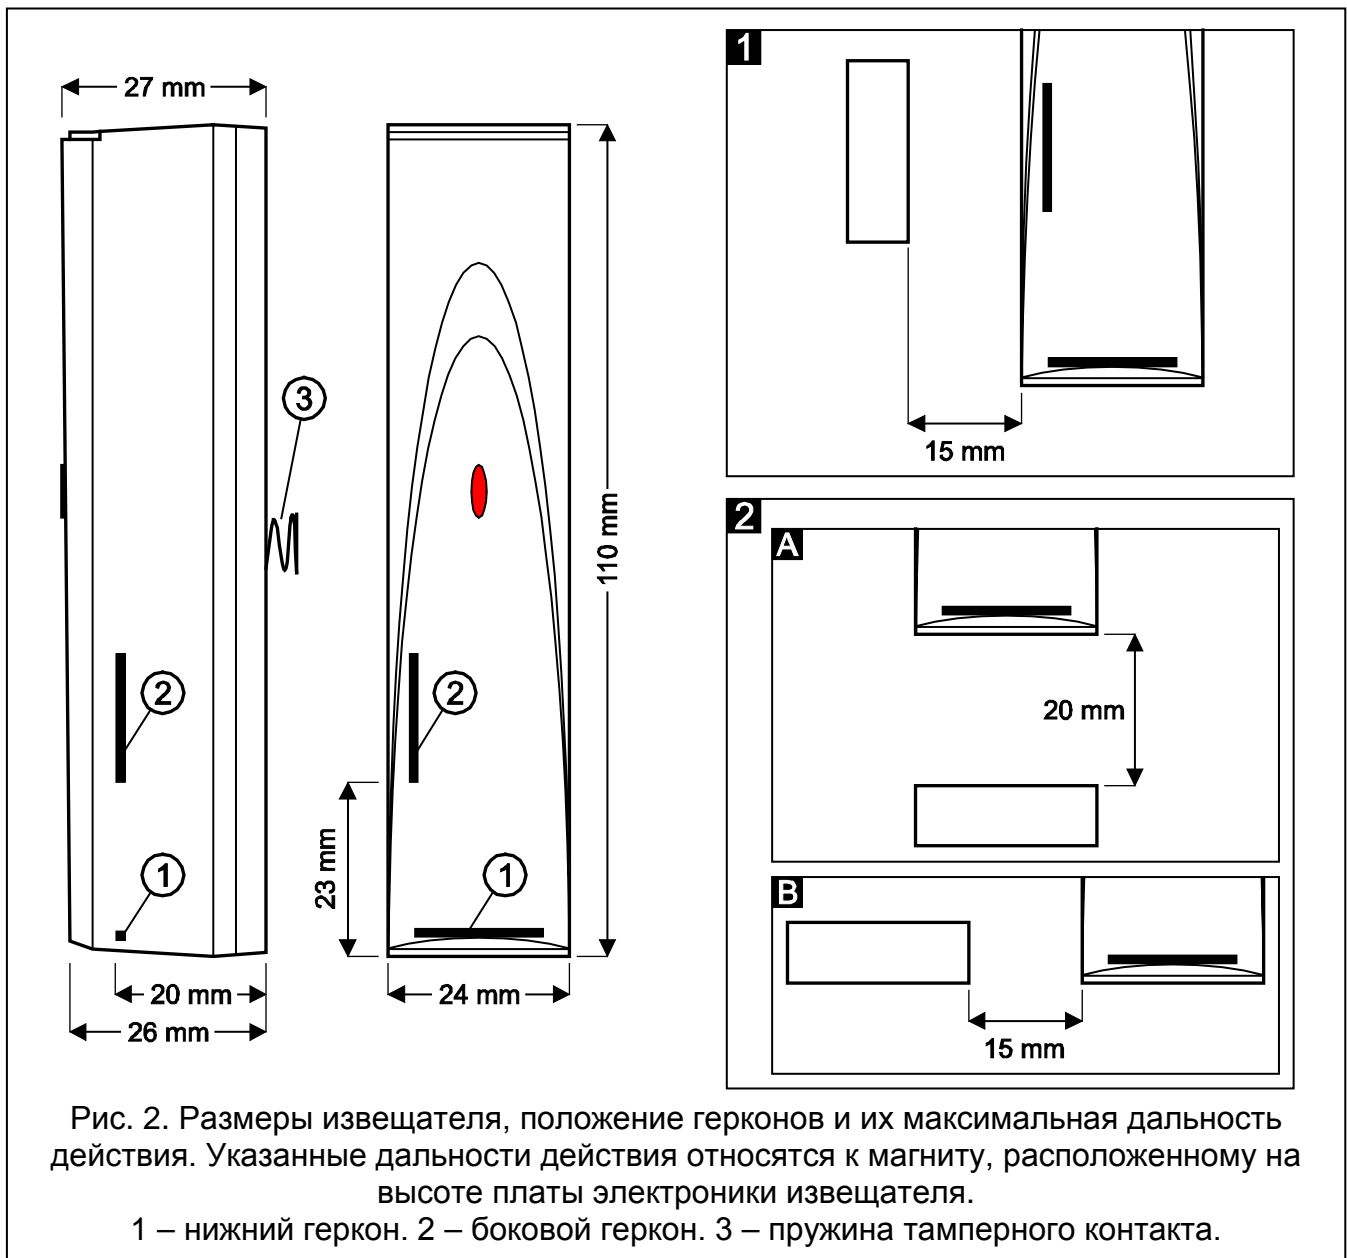 27 mm
3
110 mm
2
2
23 mm
1
1
20 mm
24 mm
26 mm
1
15 mm
2
A
20 mm
B
15 mm
Рис. 2. Размеры извещателя, положение герконов и их максимальная дальность
действия. Указанные дальности действия относятся к магниту, расположенному на
высоте платы электроники извещателя.
1 – нижний геркон. 2 – боковой геркон. 3 – пружина тамперного контакта.